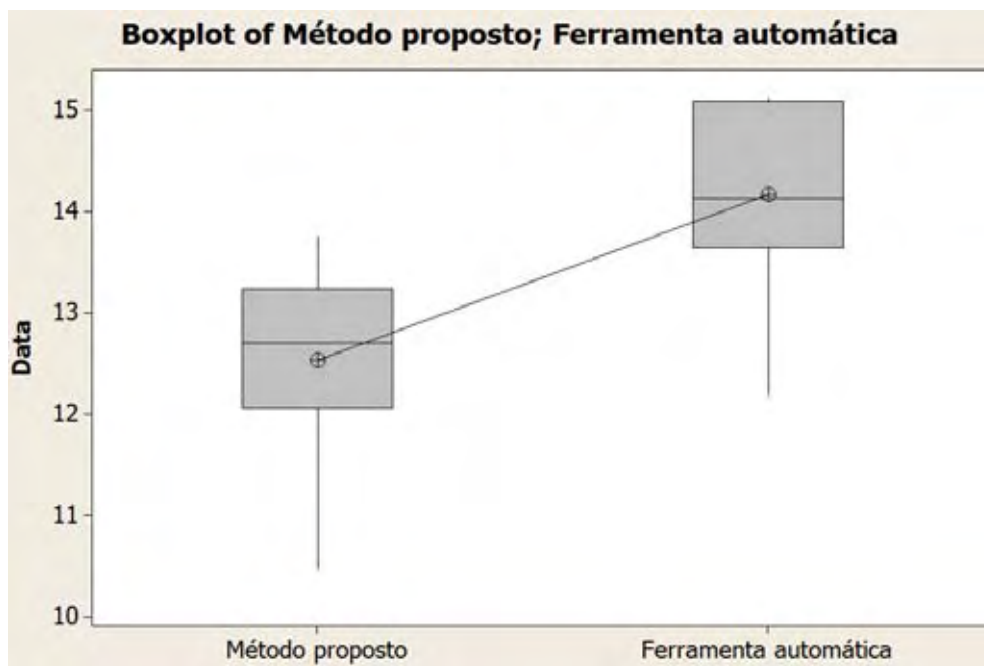 Boxplot of Método proposto; Ferramenta automática
15
14
13
12
11
10
Data
Método proposto
Ferramenta automática